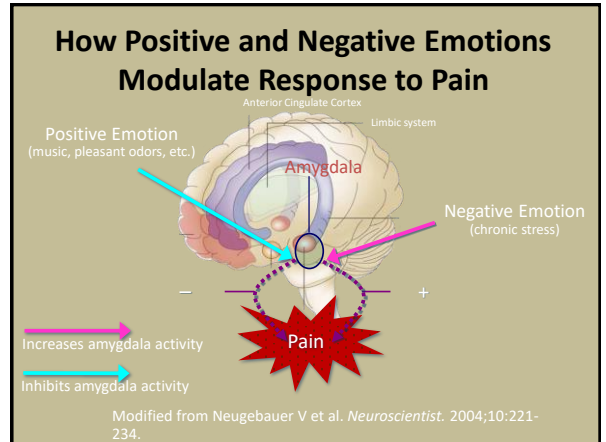 How Positive and Negative Emotions
Modulate Response to Pain
Anterior Cingulate Cortex
Limbic system
Positive Emotion
(music, pleasant odors, etc.)
Amygdala
Negative Emotion
(chronic stress)
–
+
Pain
Increases amygdala activity
Inhibits amygdala activity
Modified from Neugebauer V et al. Neuroscientist. 2004;10:221-
234.